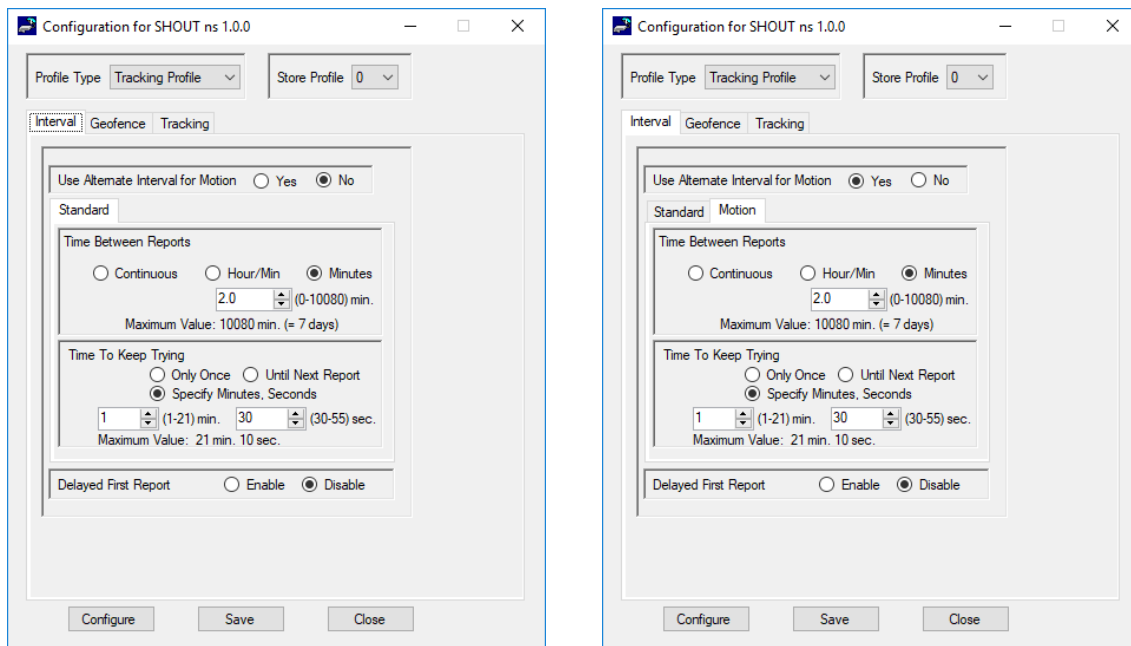 Configuration for SHOUT ns 1.0.0
Profile Type Tracking Profile Store Profile 0
Interval Geofence Tracking
Use Alternate Interval for Motion Yes No
Standard
Time Between Reports
Continuous Hour/Min Minutes
2.0 (0-10080) min.
Maximum Value: 10080 min. (= 7 days)
Time To Keep Trying
Only Once Until Next Report
Specify Minutes, Seconds
1 (1-21) min. 30 (30-55) sec.
Maximum Value: 21 min. 10 sec.
Delayed First Report Enable Disable
Configure Save Close
Configuration for SHOUT ns 1.0.0
Profile Type Tracking Profile Store Profile 0
Interval Geofence Tracking
Use Alternate Interval for Motion Yes No
Standard Motion
Time Between Reports
Continuous Hour/Min Minutes
2.0 (0-10080) min.
Maximum Value: 10080 min. (= 7 days)
Time To Keep Trying
Only Once Until Next Report
Specify Minutes, Seconds
1 (1-21) min. 30 (30-55) sec.
Maximum Value: 21 min. 10 sec.
Delayed First Report Enable Disable
Configure Save Close